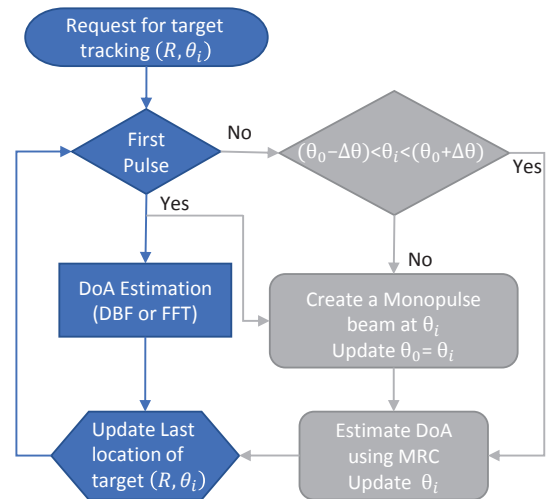 Request for target
tracking (R, θᵢ)
First
Pulse
No
(θ₀−Δθ)<θᵢ<(θ₀+Δθ)
Yes
Yes
No
DoA Estimation
(DBF or FFT)
Create a Monopulse
beam at θᵢ
Update θ₀= θᵢ
Update Last
location of
target (R, θᵢ)
Estimate DoA
using MRC
Update θᵢ